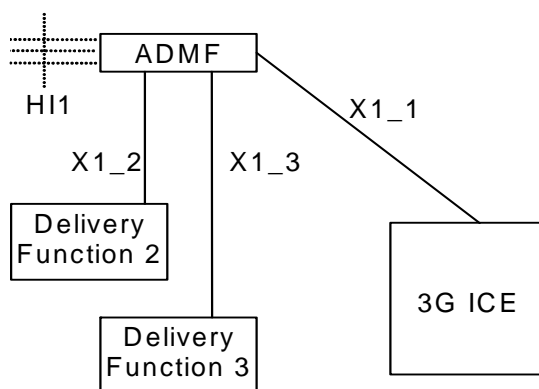 ADMF
HI1
X1_1
X1_2
X1_3
Delivery
Function 2
3G ICE
Delivery
Function 3